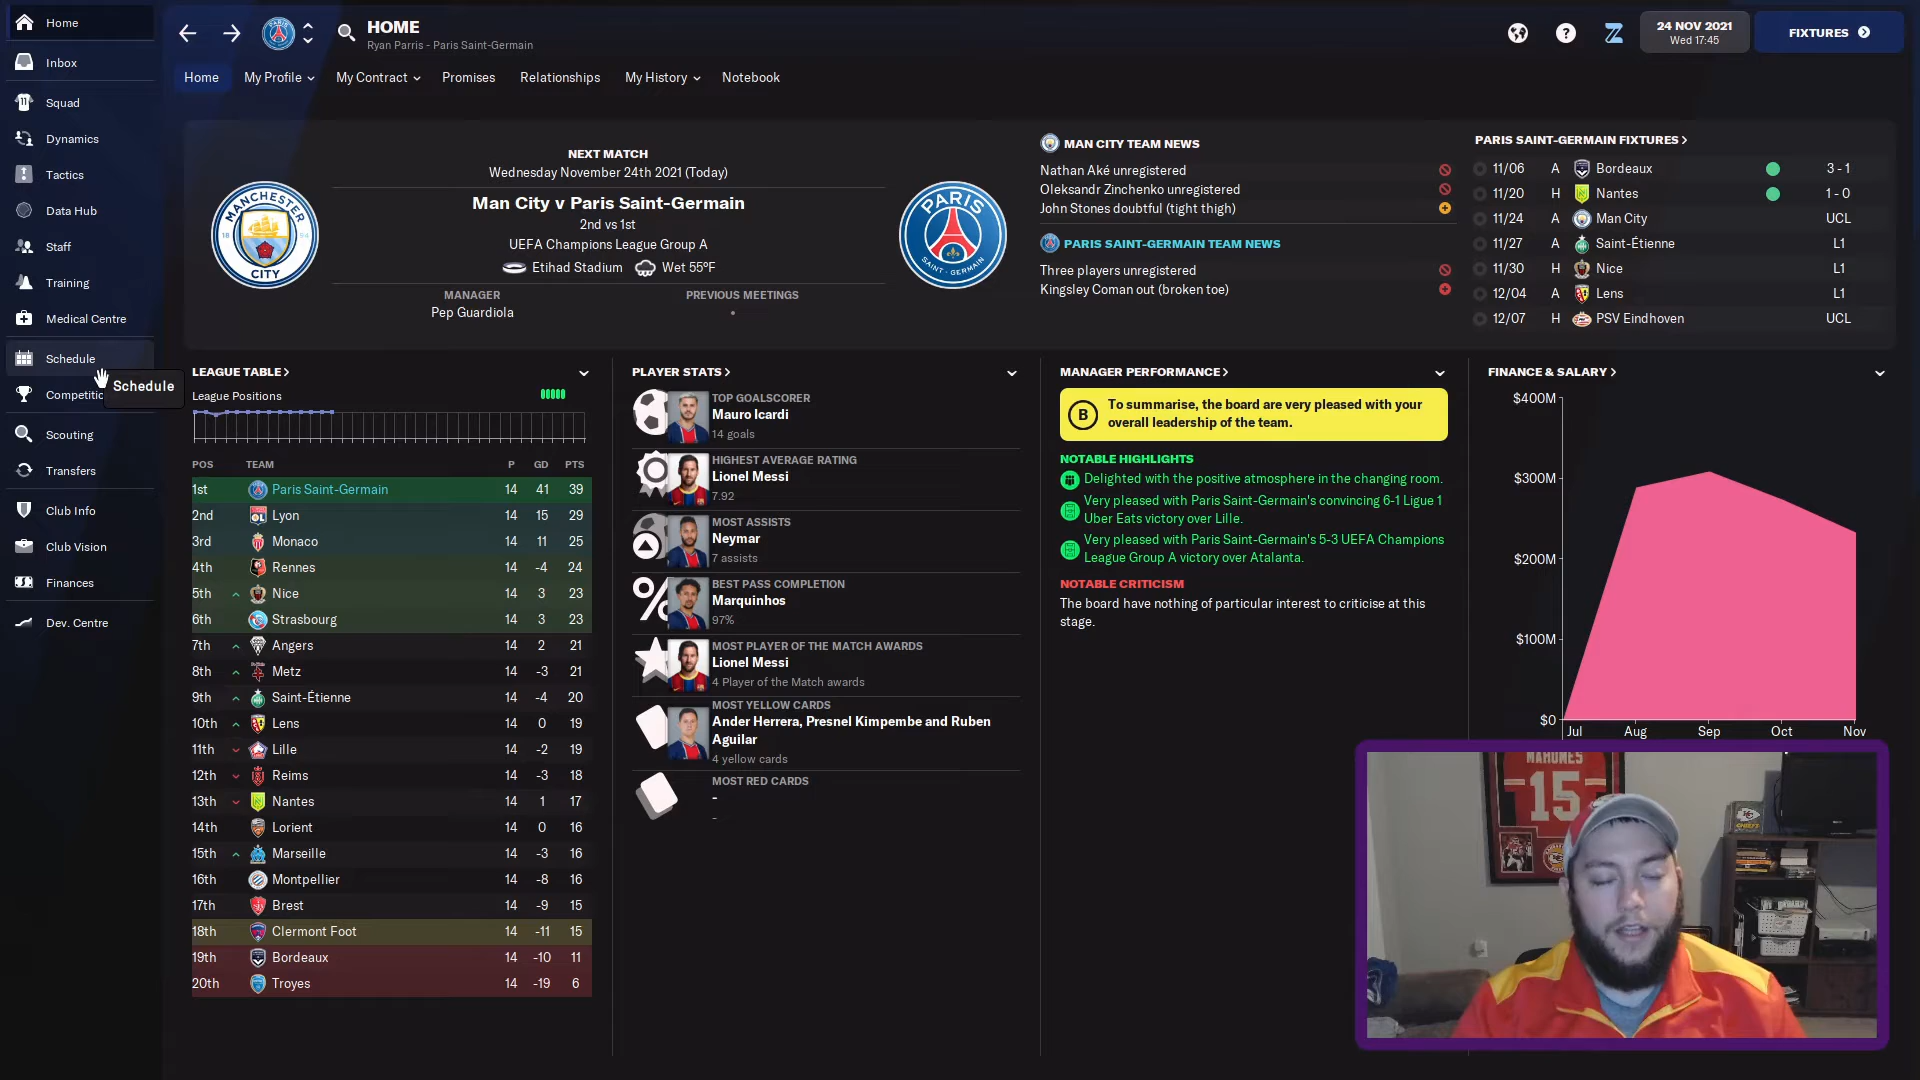 Home
Inbox
Squad
Dynamics
Tactics
Data Hub
Staff
Training
Medical Centre
Schedule
Schedule
Competitic
Scouting
Transfers
Club Info
Club Vision
Finances
Dev. Centre
HOME
Ryan Parris - Paris Saint-Germain
24 NOV 2021
Wed 17:45
FIXTURES
Home My Profile My Contract Promises Relationships My History Notebook
NEXT MATCH
Wednesday November 24th 2021 (Today)
Man City v Paris Saint-Germain
2nd vs 1st
UEFA Champions League Group A
Etihad Stadium Wet 55ºF
MANAGER
Pep Guardiola
PREVIOUS MEETINGS
MANCHESTER
18 94
CITY
PARIS
SAINT-GERMAIN
MAN CITY TEAM NEWS
Nathan Aké unregistered
Oleksandr Zinchenko unregistered
John Stones doubtful (tight thigh)
PARIS SAINT-GERMAIN TEAM NEWS
Three players unregistered
Kingsley Coman out (broken toe)
PARIS SAINT-GERMAIN FIXTURES
11/06 A Bordeaux 3 - 1
11/20 H Nantes 1 - 0
11/24 A Man City UCL
11/27 A Saint-Étienne L1
11/30 H Nice L1
12/04 A Lens L1
12/07 H PSV Eindhoven UCL
LEAGUE TABLE
League Positions
POS TEAM P GD PTS
1st Paris Saint-Germain 14 41 39
2nd Lyon 14 15 29
3rd Monaco 14 11 25
4th Rennes 14 -4 24
5th Nice 14 3 23
6th Strasbourg 14 3 23
7th Angers 14 2 21
8th Metz 14 -3 21
9th Saint-Étienne 14 -4 20
10th Lens 14 0 19
11th Lille 14 -2 19
12th Reims 14 -3 18
13th Nantes 14 1 17
14th Lorient 14 0 16
15th Marseille 14 -3 16
16th Montpellier 14 -8 16
17th Brest 14 -9 15
18th Clermont Foot 14 -11 15
19th Bordeaux 14 -10 11
20th Troyes 14 -19 6
PLAYER STATS
TOP GOALSCORER
Mauro Icardi
14 goals
HIGHEST AVERAGE RATING
Lionel Messi
7.92
MOST ASSISTS
Neymar
7 assists
BEST PASS COMPLETION
Marquinhos
97%
MOST PLAYER OF THE MATCH AWARDS
Lionel Messi
4 Player of the Match awards
MOST YELLOW CARDS
Ander Herrera, Presnel Kimpembe and Ruben
Aguilar
4 yellow cards
MOST RED CARDS
-
-
MANAGER PERFORMANCE
B
To summarise, the board are very pleased with your
overall leadership of the team.
NOTABLE HIGHLIGHTS
Delighted with the positive atmosphere in the changing room.
Very pleased with Paris Saint-Germain's convincing 6-1 Ligue 1
Uber Eats victory over Lille.
Very pleased with Paris Saint-Germain's 5-3 UEFA Champions
League Group A victory over Atalanta.
NOTABLE CRITICISM
The board have nothing of particular interest to criticise at this
stage.
FINANCE & SALARY
$400M
$300M
$200M
$100M
$0
Jul Aug Sep Oct Nov
MAHOMES
15
CHIEFS